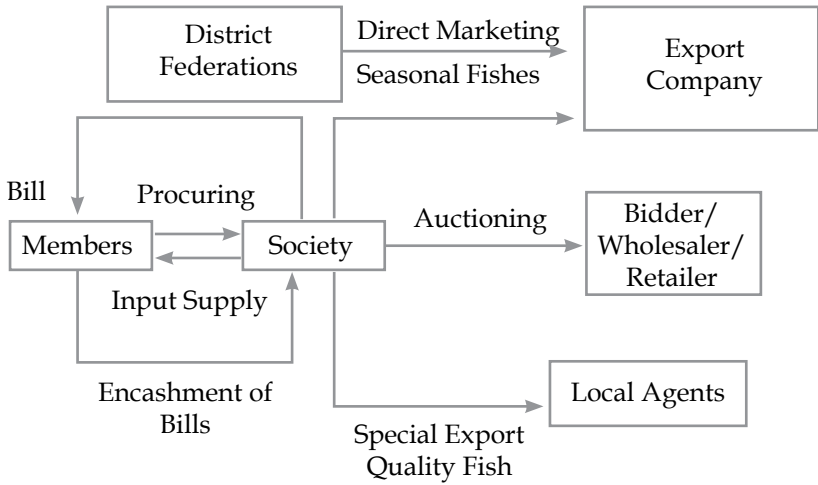 District
Federations
Direct Marketing
Seasonal Fishes
Export
Company
Bill
Procuring
Members
Society
Input Supply
Auctioning
Bidder/
Wholesaler/
Retailer
Encashment of
Bills
Local Agents
Special Export
Quality Fish